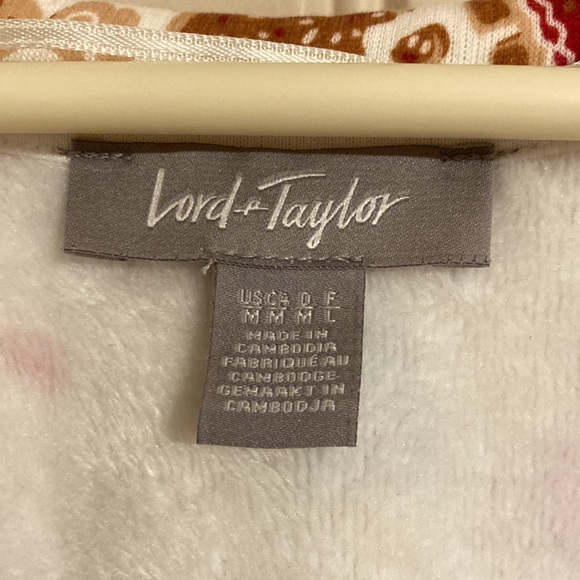 Lord + Taylor
US CA D F
M M M L
MADE IN
CAMBODIA
FABRIQUÉ AU
CAMBODGE
GEMAAKT IN
CAMBODJA